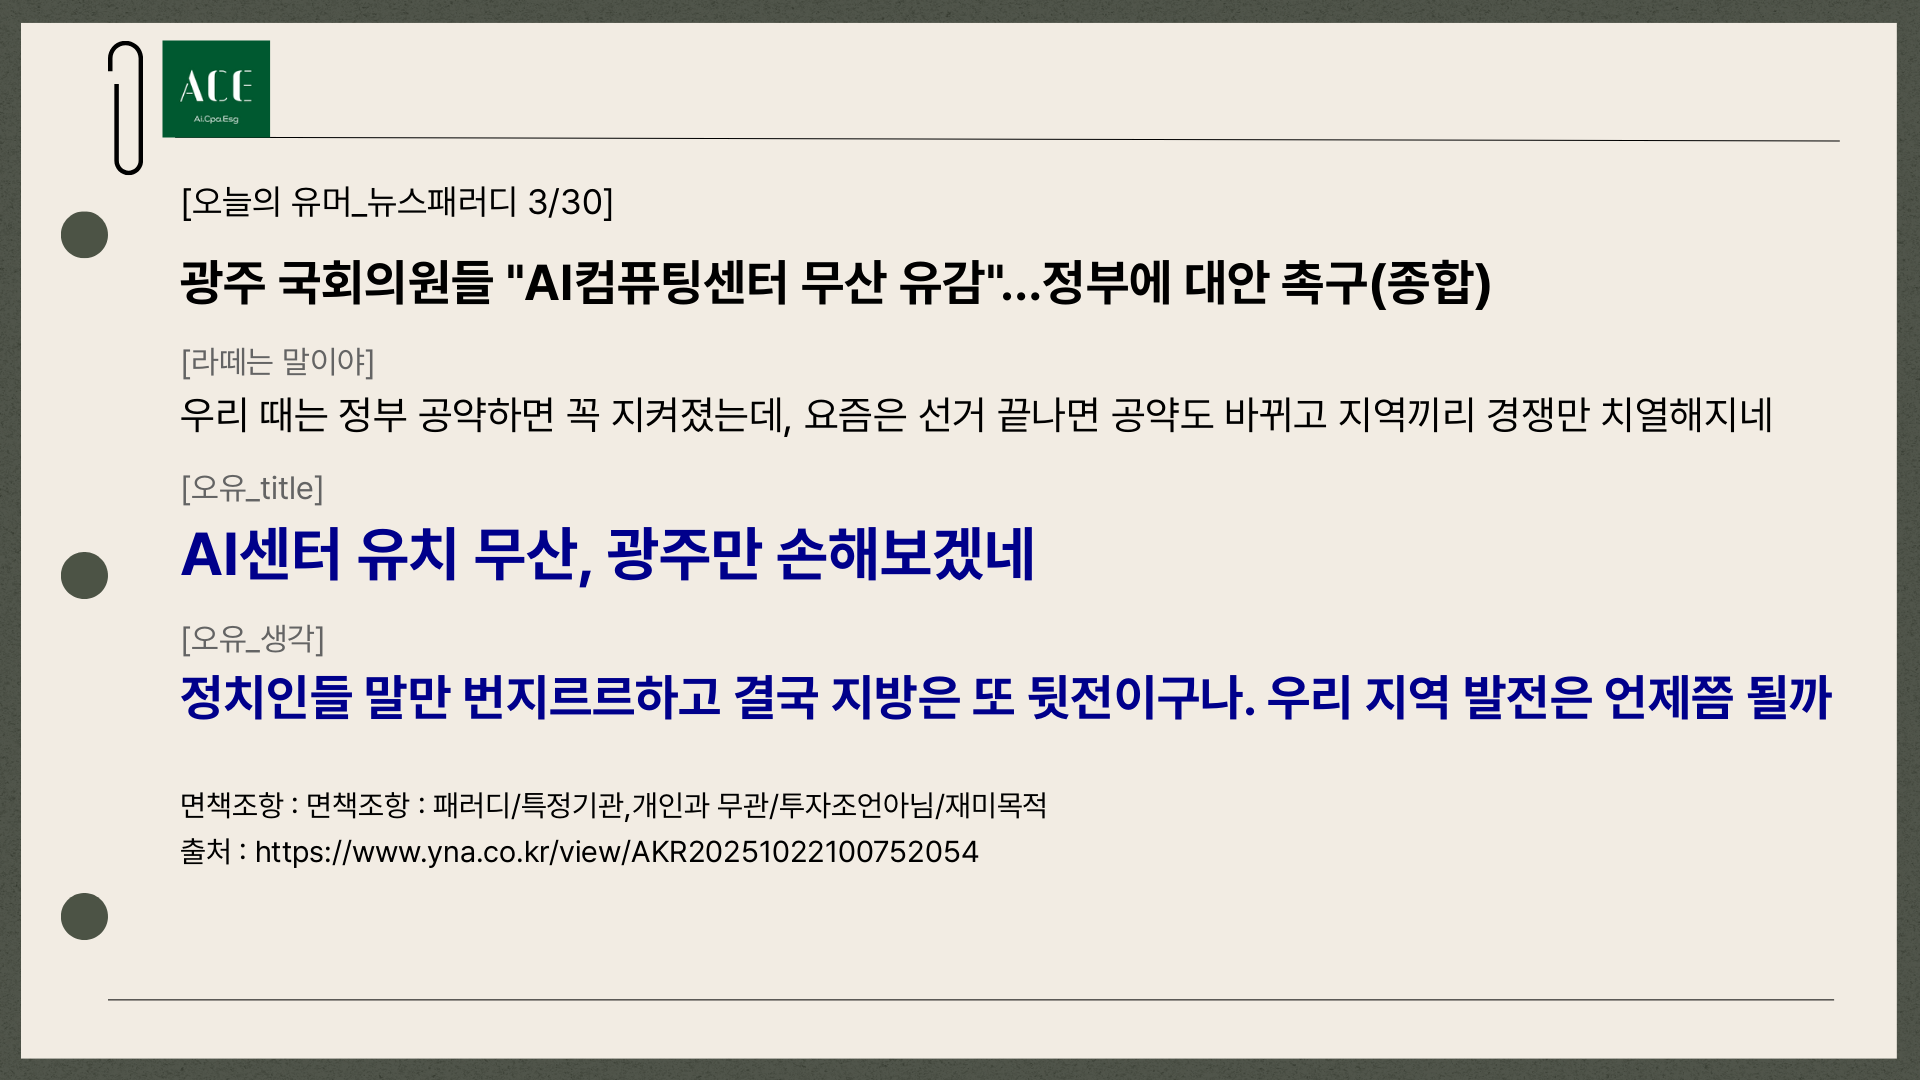 ACE
Ai.Cpa.Esg
[오늘의 유머_뉴스패러디 3/30]
광주 국회의원들 "AI컴퓨팅센터 무산 유감"...정부에 대안 촉구(종합)
[라떼는 말이야]
우리 때는 정부 공약하면 꼭 지켜졌는데, 요즘은 선거 끝나면 공약도 바뀌고 지역끼리 경쟁만 치열해지네
[오유_title]
AI센터 유치 무산, 광주만 손해보겠네
[오유_생각]
정치인들 말만 번지르르하고 결국 지방은 또 뒷전이구나. 우리 지역 발전은 언제쯤 될까
면책조항 : 면책조항 : 패러디/특정기관,개인과 무관/투자조언아님/재미목적
출처 : https://www.yna.co.kr/view/AKR20251022100752054